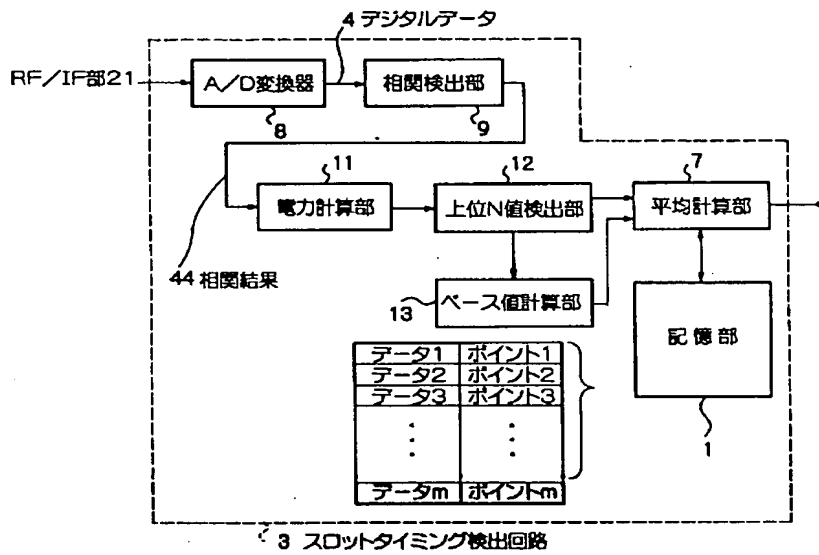 4 デジタルデータ
RF/IF部21
A/D変換器
相関検出部
8
9
11
12
7
電力計算部
上位N値検出部
平均計算部
44 相関結果
13
ベース値計算部
記憶部
データ1 ポイント1
データ2 ポイント2
データ3 ポイント3
データm ポイントm
1
3 スロットタイミング検出回路